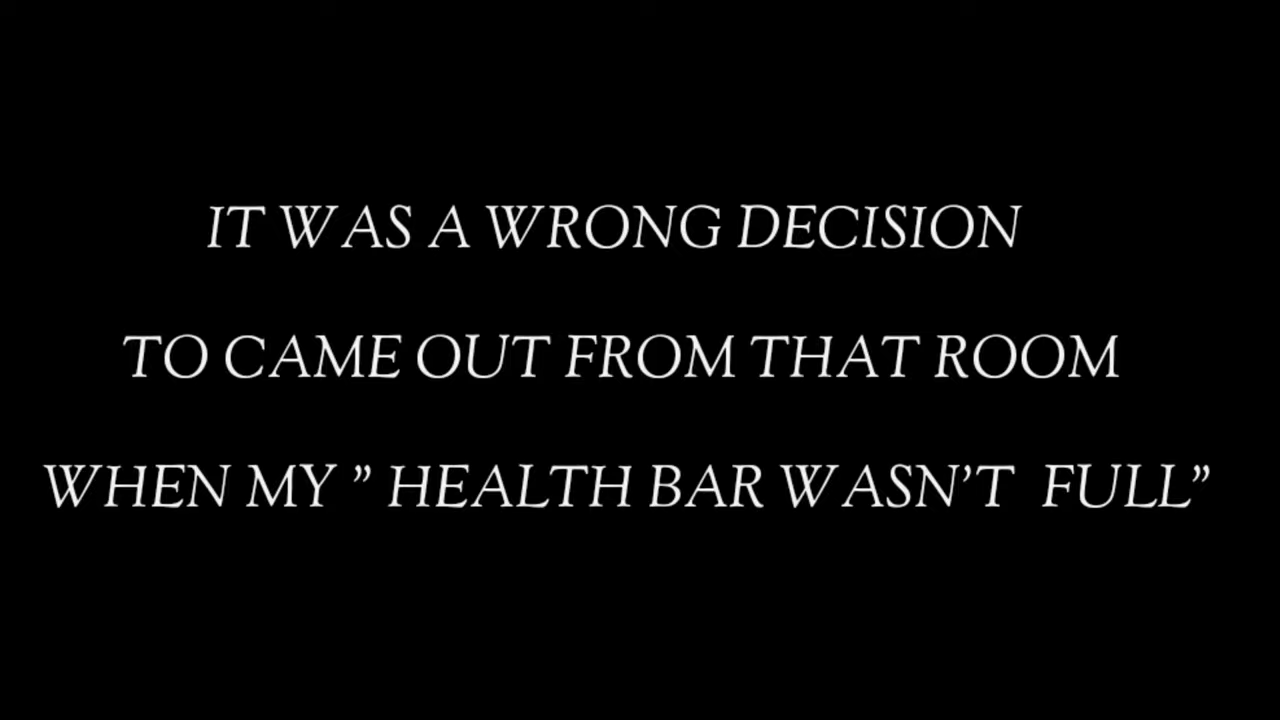 IT WAS A WRONG DECISION
TO CAME OUT FROM THAT ROOM
WHEN MY ” HEALTH BAR WASN’T FULL”